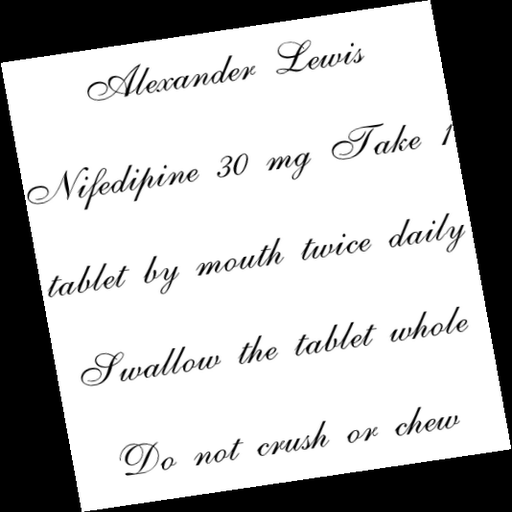 Alexander Lewis
Nifedipine 30 mg Take 1
tablet by mouth twice daily
Swallow the tablet whole
Do not crush or chew